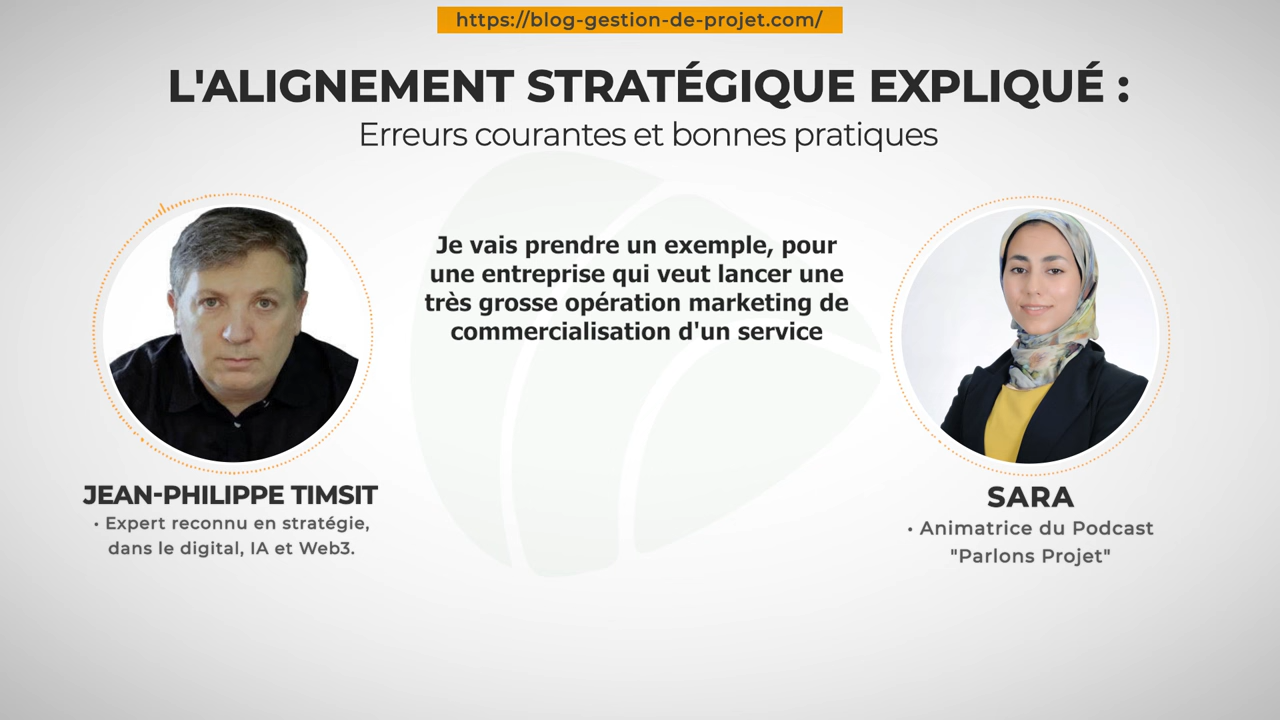 https://blog-gestion-de-projet.com/
L'ALIGNEMENT STRATÉGIQUE EXPLIQUÉ :
Erreurs courantes et bonnes pratiques
Je vais prendre un exemple, pour
une entreprise qui veut lancer une
très grosse opération marketing de
commercialisation d'un service
JEAN-PHILIPPE TIMSIT
• Expert reconnu en stratégie,
dans le digital, IA et Web3.
SARA
• Animatrice du Podcast
"Parlons Projet"